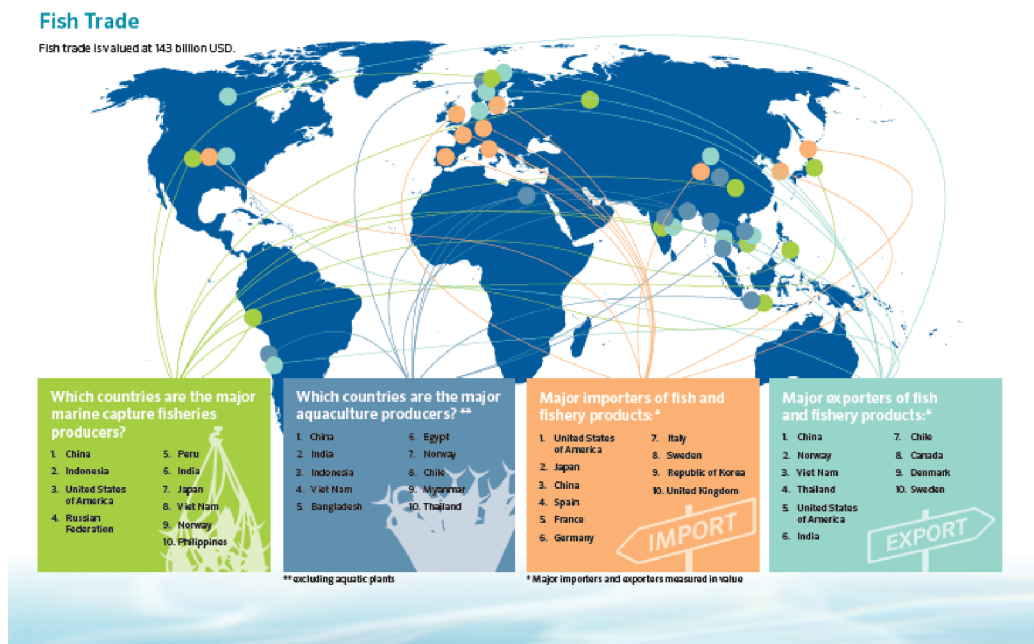 Fish Trade
Fish trade is valued at 143 billion USD.
Which countries are the major
marine capture fisheries
producers?
1. China
2. Indonesia
3. United States
of America
4. Russian
Federation
5. Peru
6. India
7. Japan
8. Viet Nam
9. Norway
10. Philippines
Which countries are the major
aquaculture producers? **
1. China
2. India
3. Indonesia
4. Viet Nam
5. Bangladesh
6. Egypt
7. Norway
8. Chile
9. Myanmar
10. Thailand
** excluding aquatic plants
Major importers of fish and
fishery products:*
1. United States
of America
2. Japan
3. China
4. Spain
5. France
6. Germany
7. Italy
8. Sweden
9. Republic of Korea
10. United Kingdom
IMPORT
* Major importers and exporters measured in value
Major exporters of fish
and fishery products:*
1. China
2. Norway
3. Viet Nam
4. Thailand
5. United States
of America
6. India
7. Chile
8. Canada
9. Denmark
10. Sweden
EXPORT